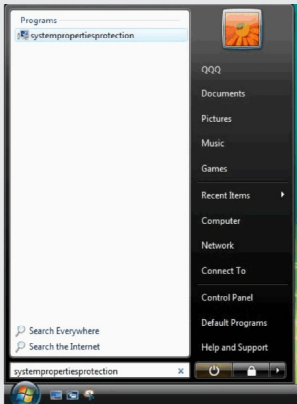 Programs
systempropertiesprotection
Search Everywhere
Search the Internet
systempropertiesprotection
QQQ
Documents
Pictures
Music
Games
Recent Items
Computer
Network
Connect To
Control Panel
Default Programs
Help and Support